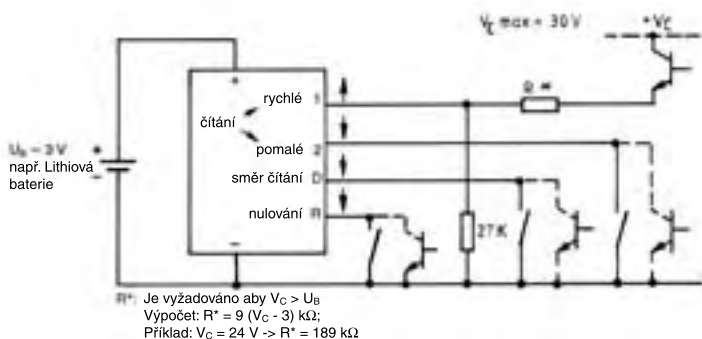 V_C max = 30 V
+V_C
R*
+
rychlé 1
čítání
pomalé 2
směr čítání D
nulování R
−
U_B – 3V
např. Lithiová
baterie
+
−
27K
R*: Je vyžadováno aby V_C > U_B
Výpočet: R* = 9 (V_C - 3) kΩ;
Příklad: V_C = 24 V -> R* = 189 kΩ